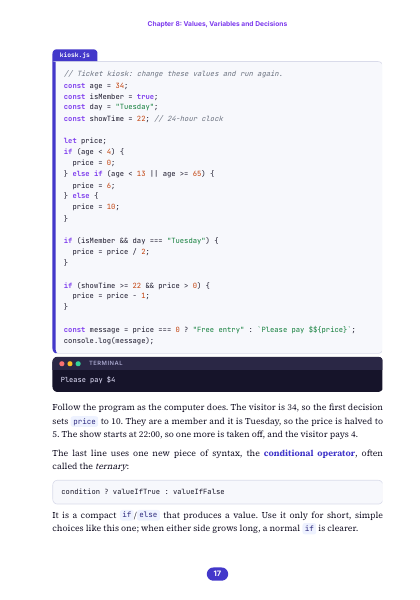 Chapter 8: Values, Variables and Decisions
kiosk.js
// Ticket kiosk: change these values and run again.
const age = 34;
const isMember = true;
const day = "Tuesday";
const showTime = 22; // 24-hour clock
let price;
if (age < 4) {
  price = 0;
} else if (age < 13 || age >= 65) {
  price = 6;
} else {
  price = 10;
}
if (isMember && day === "Tuesday") {
  price = price / 2;
}
if (showTime >= 22 && price > 0) {
  price = price - 1;
}
const message = price === 0 ? "Free entry" : `Please pay $${price}`;
console.log(message);
TERMINAL
Please pay $4
Follow the program as the computer does. The visitor is 34, so the first decision
sets price to 10. They are a member and it is Tuesday, so the price is halved to
5. The show starts at 22:00, so one more is taken off, and the visitor pays 4.
The last line uses one new piece of syntax, the conditional operator, often
called the ternary:
condition ? valueIfTrue : valueIfFalse
It is a compact if/else that produces a value. Use it only for short, simple
choices like this one; when either side grows long, a normal if is clearer.
17